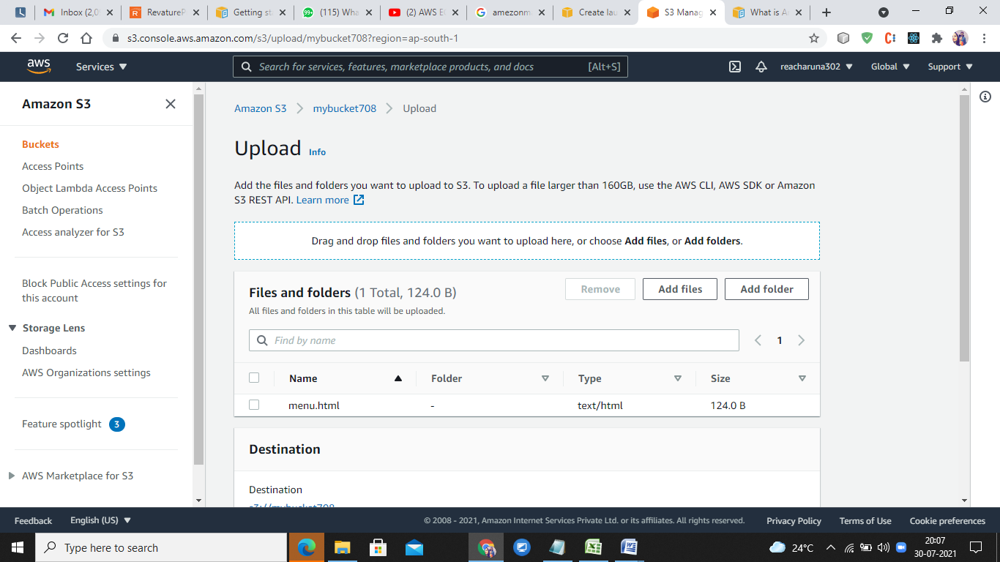 Inbox (2,0
RevatureP
Getting st
(115) Wha
(2) AWS EC
amezonm
Create lau
S3 Manag
What is A
s3.console.aws.amazon.com/s3/upload/mybucket708?region=ap-south-1
aws
Services
Search for services, features, marketplace products, and docs
[Alt+S]
reacharuna302
Global
Support
Amazon S3
Buckets
Access Points
Object Lambda Access Points
Batch Operations
Access analyzer for S3
Block Public Access settings for
this account
Storage Lens
Dashboards
AWS Organizations settings
Feature spotlight 3
AWS Marketplace for S3
Amazon S3
mybucket708
Upload
Upload Info
Add the files and folders you want to upload to S3. To upload a file larger than 160GB, use the AWS CLI, AWS SDK or Amazon
S3 REST API. Learn more
Drag and drop files and folders you want to upload here, or choose Add files, or Add folders.
Files and folders (1 Total, 124.0 B)
Remove
Add files
Add folder
All files and folders in this table will be uploaded.
Find by name
1
Name
Folder
Type
Size
menu.html
-
text/html
124.0 B
Destination
Destination
s3://mybucket708
Feedback
English (US)
© 2008 - 2021, Amazon Internet Services Private Ltd. or its affiliates. All rights reserved.
Privacy Policy
Terms of Use
Cookie preferences
Type here to search
24°C
20:07
30-07-2021